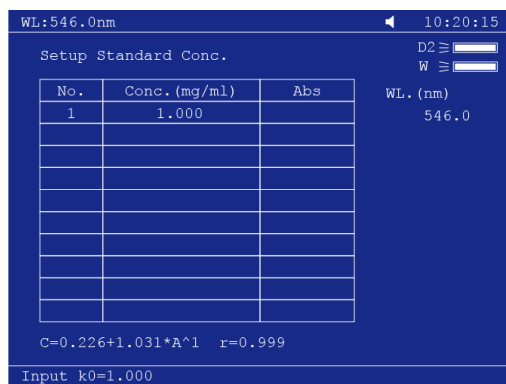 WL:546.0nm 10:20:15
Setup Standard Conc.
D2
W
No. Conc.(mg/ml) Abs
WL.(nm)
1 1.000
546.0
C=0.226+1.031*A^1 r=0.999
Input k0=1.000